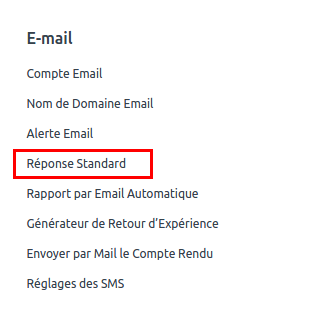 E-mail
Compte Email
Nom de Domaine Email
Alerte Email
Réponse Standard
Rapport par Email Automatique
Générateur de Retour d’Expérience
Envoyer par Mail le Compte Rendu
Réglages des SMS